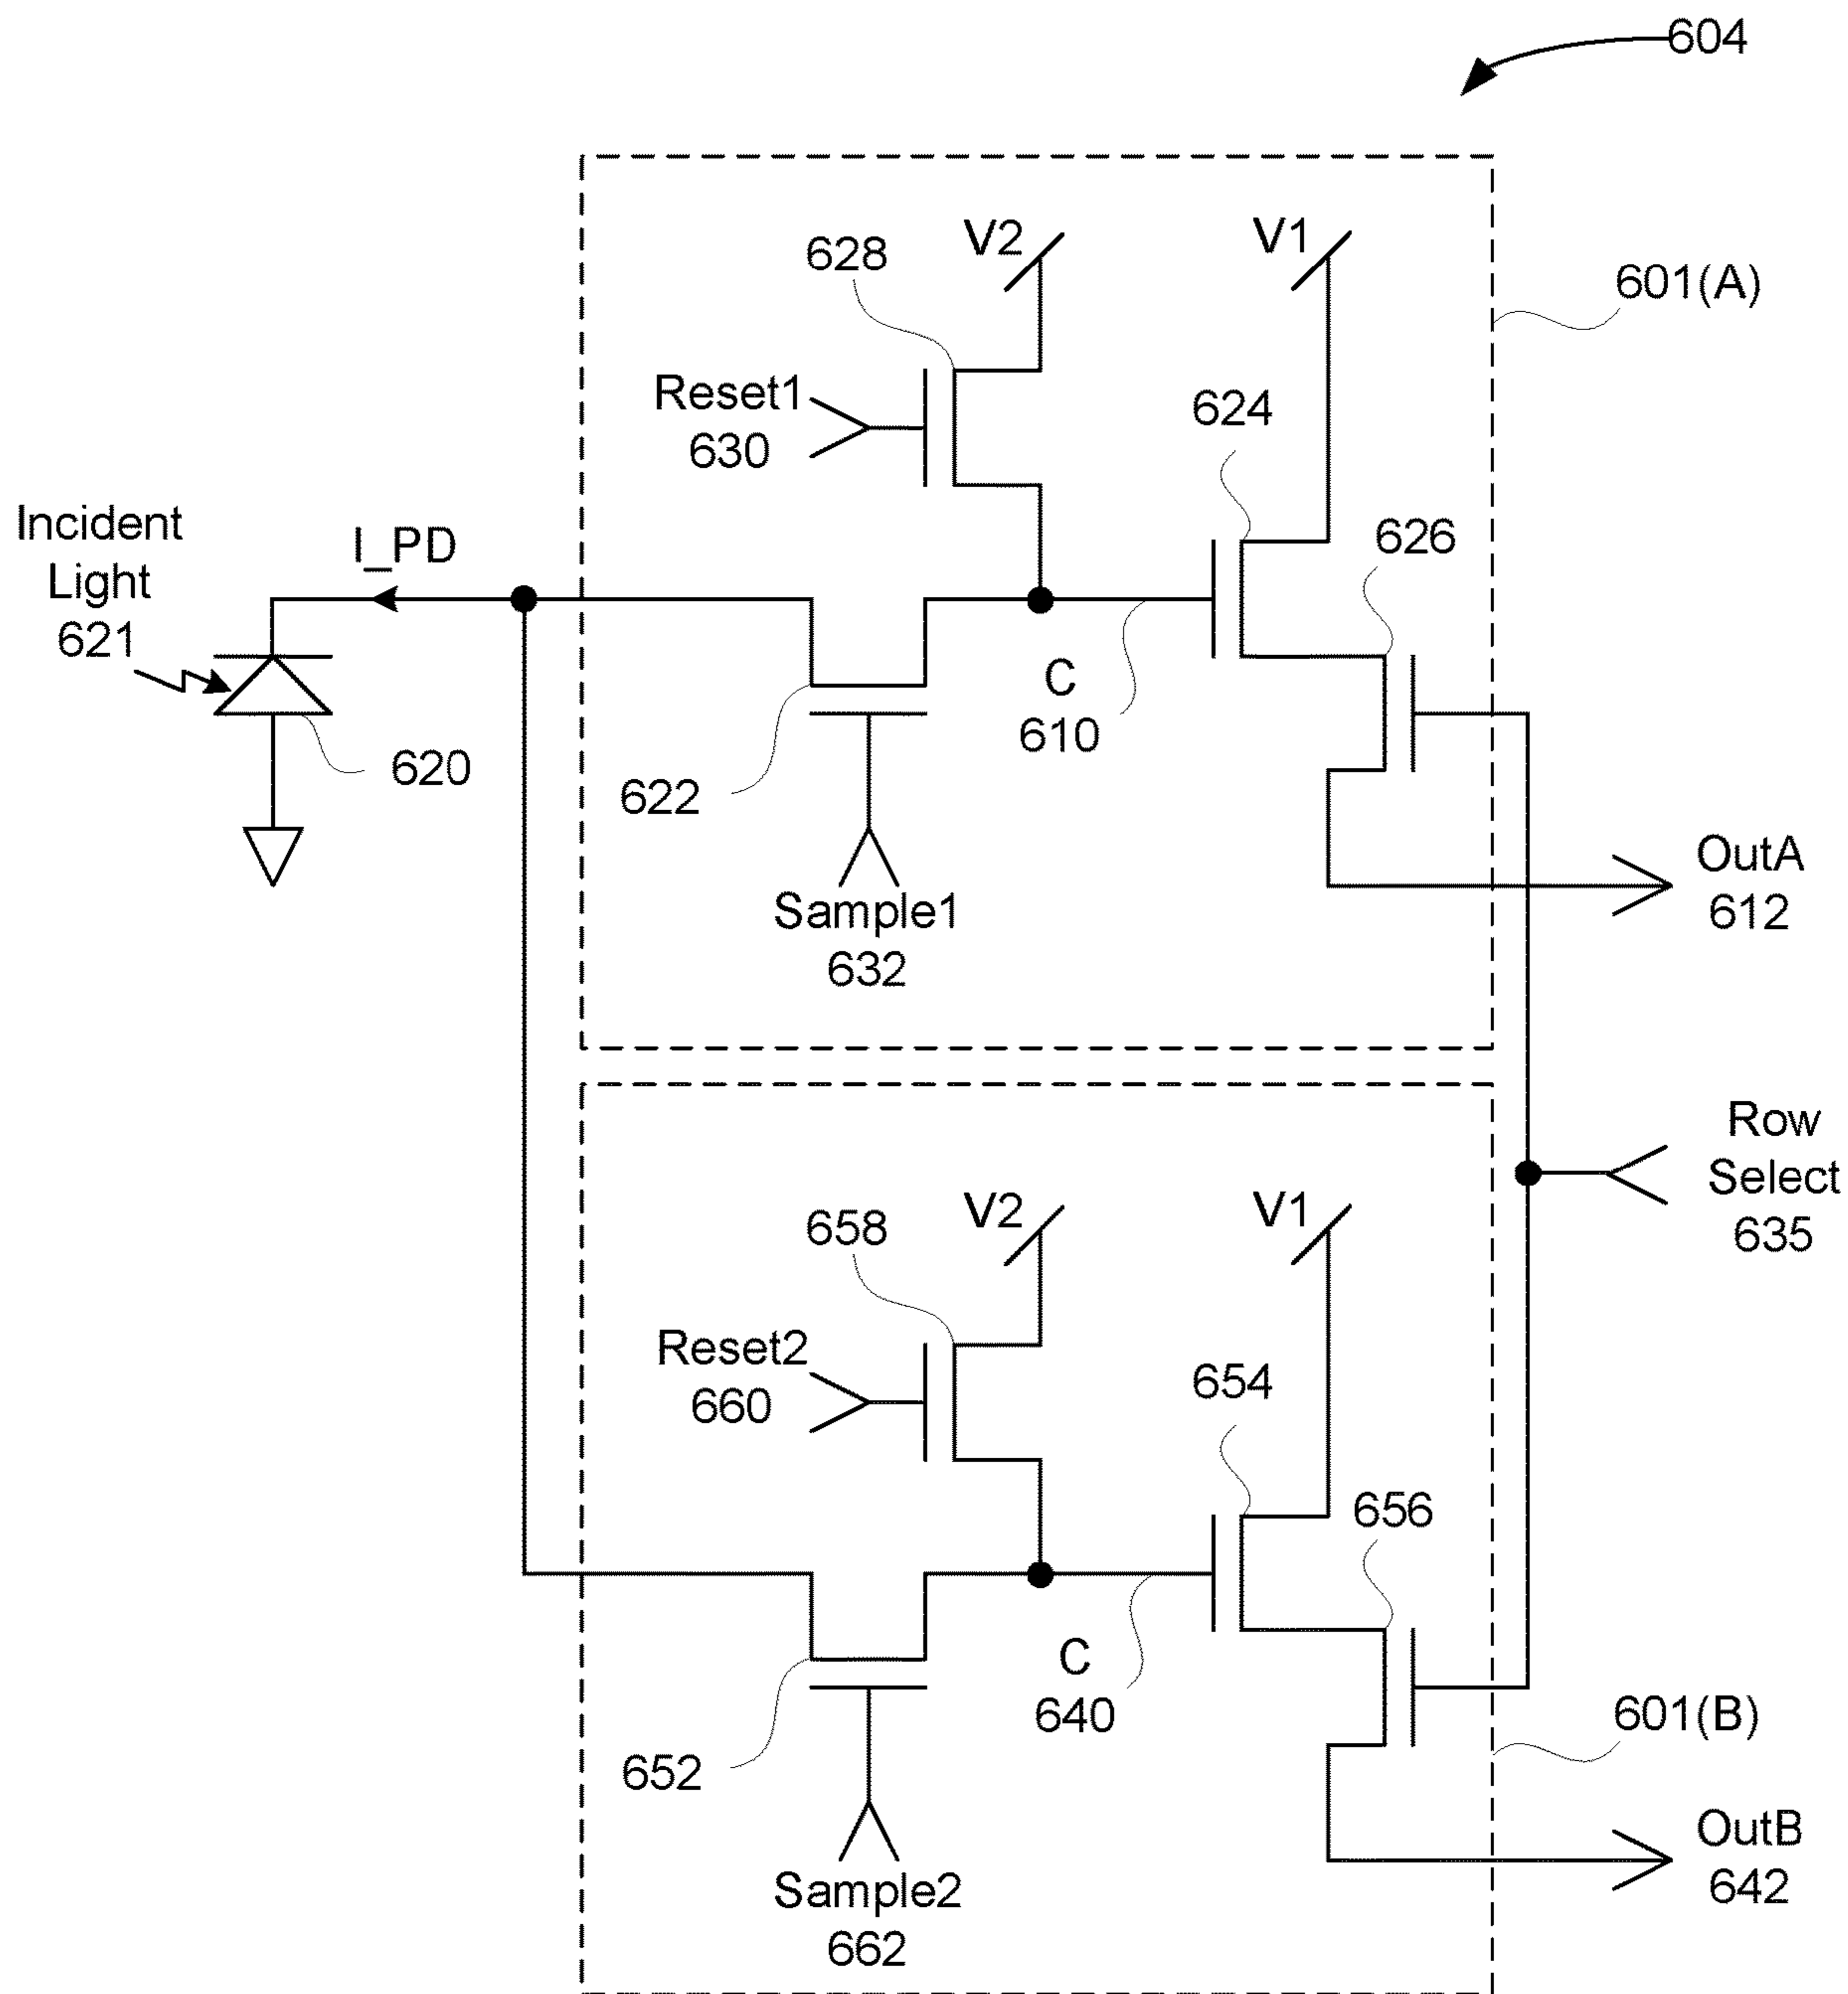 604
V2
V1
628
601(A)
Reset1
630
624
626
Incident
Light
621
I_PD
620
C
610
622
OutA
612
Sample1
632
Row
Select
635
V2
V1
658
Reset2
660
654
656
C
640
601(B)
652
OutB
642
Sample2
662